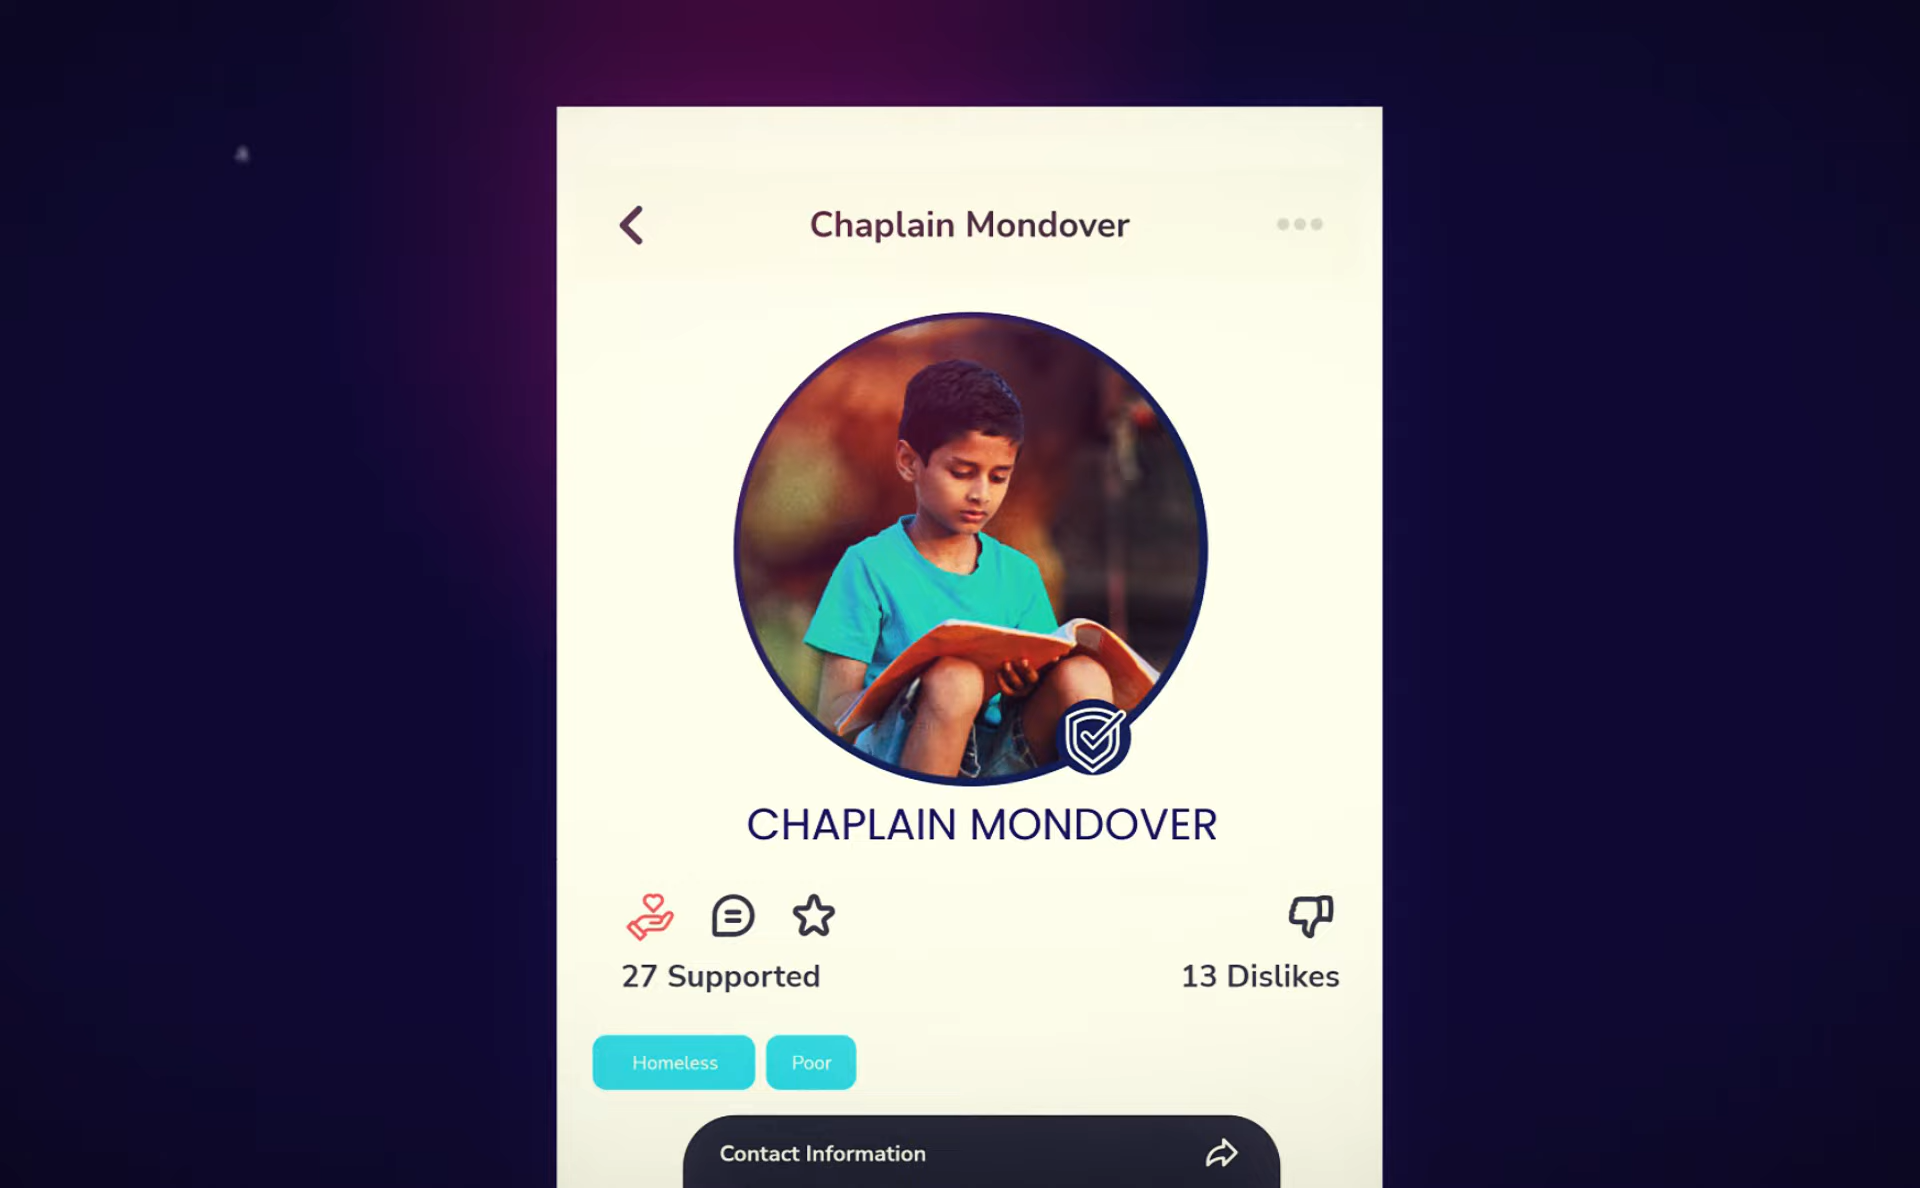 Chaplain Mondover
CHAPLAIN MONDOVER
27 Supported
13 Dislikes
Homeless
Poor
Contact Information